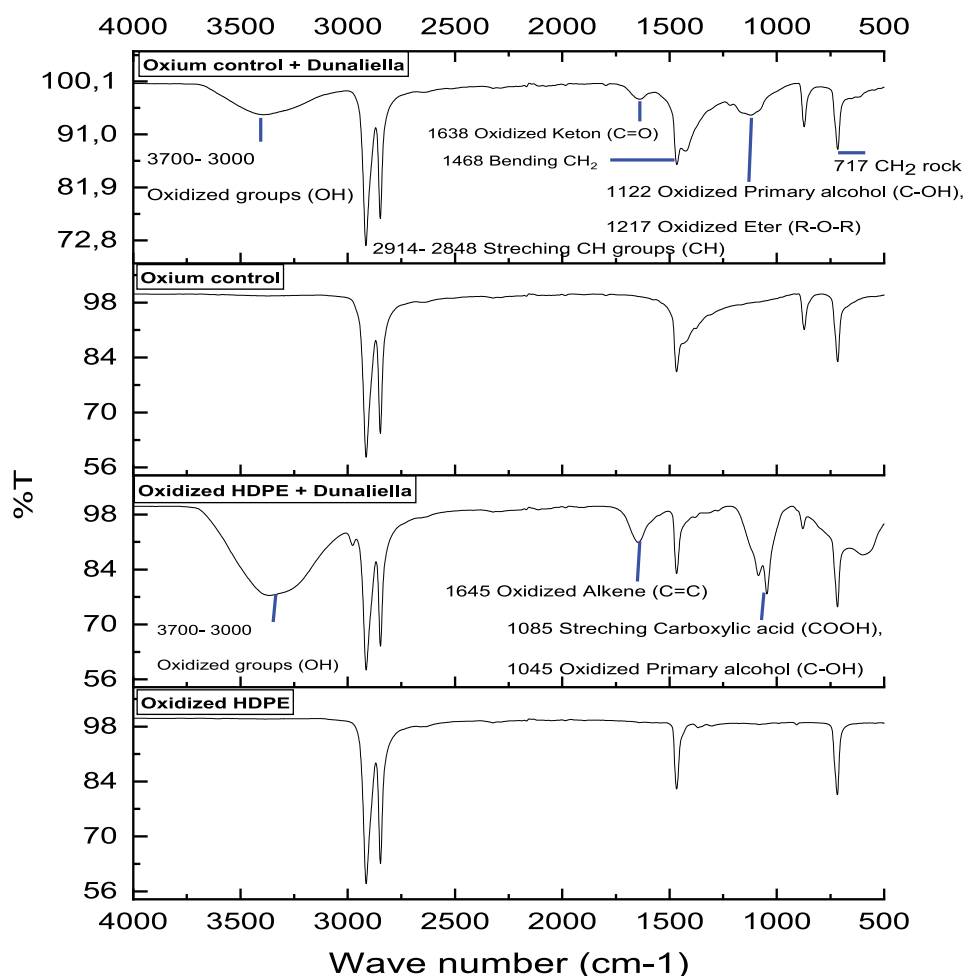 4000 3500 3000 2500 2000 1500 1000 500
Oxium control + Dunaliella
100,1
91,0
81,9
72,8
3700- 3000
Oxidized groups (OH)
2914- 2848 Streching CH groups (CH)
1638 Oxidized Keton (C=O)
1468 Bending CH2
717 CH2 rock
1122 Oxidized Primary alcohol (C-OH),
1217 Oxidized Eter (R-O-R)
Oxium control
98
84
70
56
%T
Oxidized HDPE + Dunaliella
98
84
70
56
3700- 3000
Oxidized groups (OH)
1645 Oxidized Alkene (C=C)
1085 Streching Carboxylic acid (COOH),
1045 Oxidized Primary alcohol (C-OH)
Oxidized HDPE
98
84
70
56
4000 3500 3000 2500 2000 1500 1000 500
Wave number (cm-1)